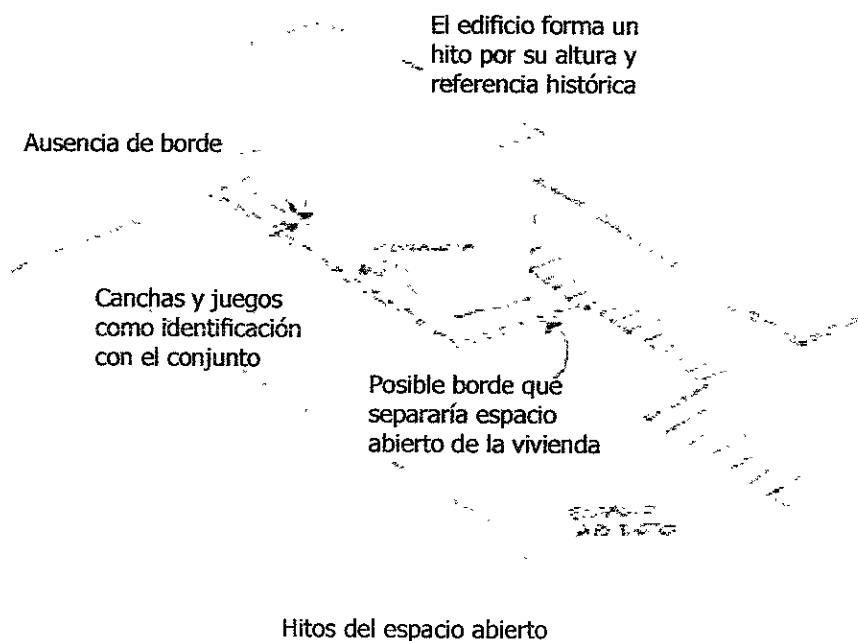 El edificio forma un
hito por su altura y
referencia histórica
Ausencia de borde
Canchas y juegos
como identificación
con el conjunto
Posible borde que
separaría espacio
abierto de la vivienda
Hitos del espacio abierto